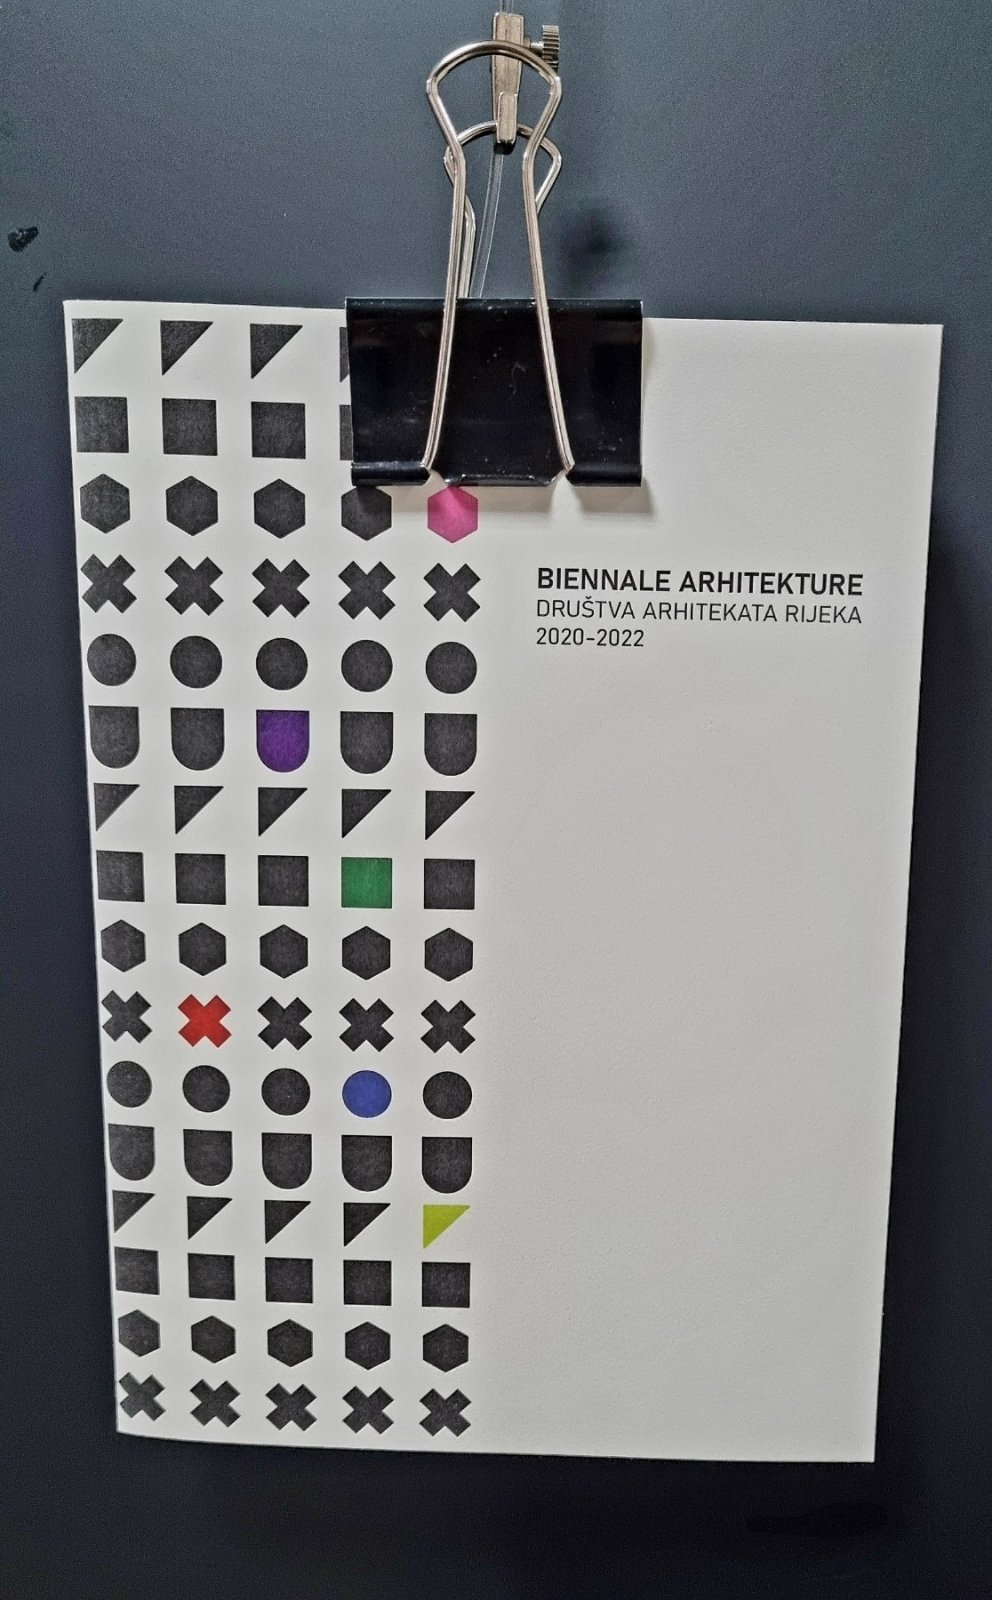 BIENNALE ARHITEKTURE
DRUŠTVA ARHITEKATA RIJEKA
2020-2022